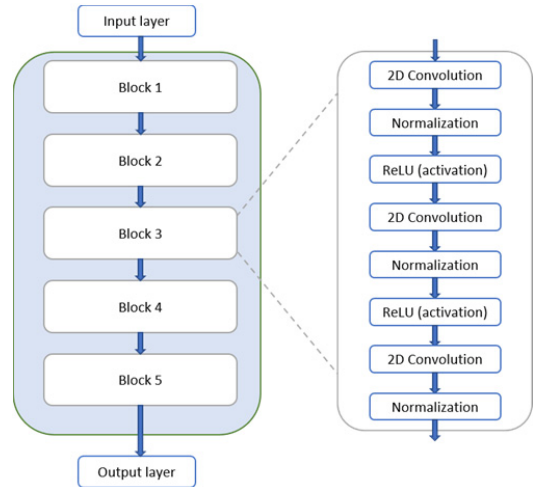 Input layer
Block 1
Block 2
Block 3
Block 4
Block 5
Output layer
2D Convolution
Normalization
ReLU (activation)
2D Convolution
Normalization
ReLU (activation)
2D Convolution
Normalization